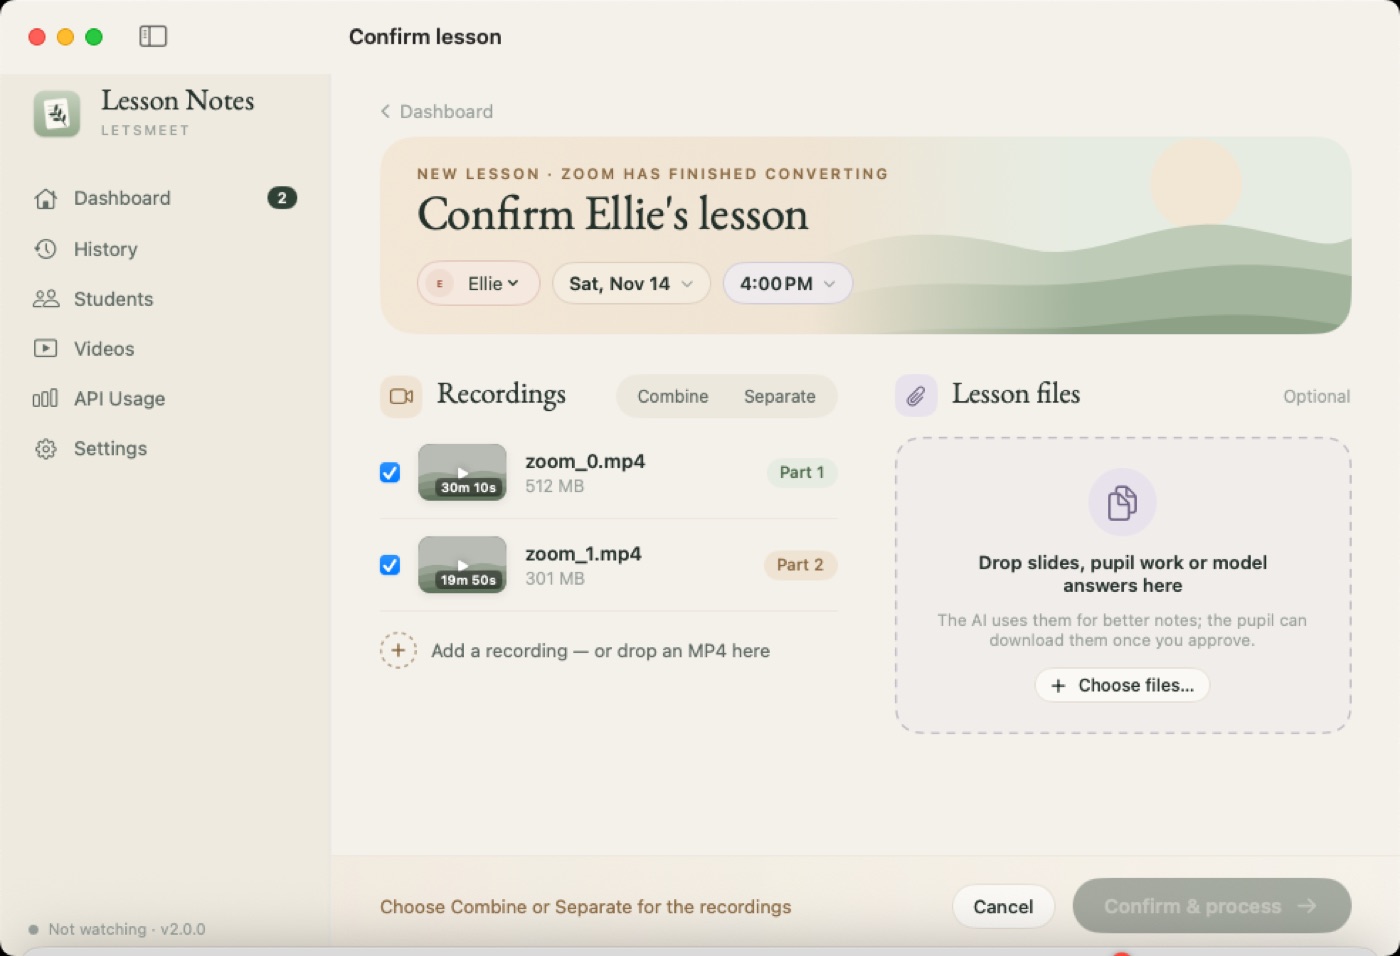 Confirm lesson
Lesson Notes
LETSMEET
Dashboard
2
History
Students
Videos
API Usage
Settings
Not watching · v2.0.0
Dashboard
NEW LESSON · ZOOM HAS FINISHED CONVERTING
Confirm Ellie's lesson
E
Ellie
Sat, Nov 14
4:00 PM
Recordings
Combine
Separate
30m 10s
zoom_0.mp4
512 MB
Part 1
19m 50s
zoom_1.mp4
301 MB
Part 2
Add a recording — or drop an MP4 here
Lesson files
Optional
Drop slides, pupil work or model
answers here
The AI uses them for better notes; the pupil can
download them once you approve.
+ Choose files...
Choose Combine or Separate for the recordings
Cancel
Confirm & process →